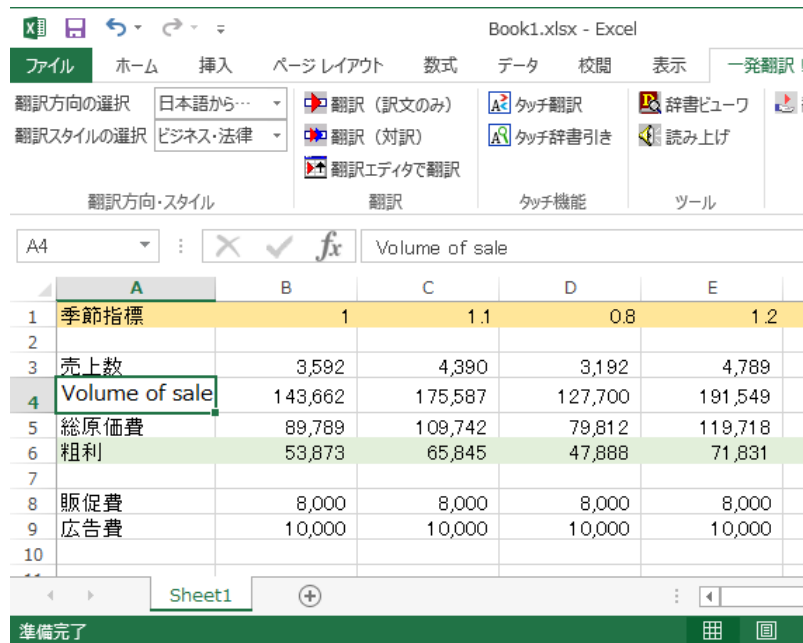 Book1.xlsx - Excel
ファイル ホーム 挿入 ページ レイアウト 数式 データ 校閲 表示 一発翻訳!
翻訳方向の選択 日本語から… 翻訳（訳文のみ） タッチ翻訳 辞書ビューワ
翻訳スタイルの選択 ビジネス・法律 翻訳（対訳） タッチ辞書引き 読み上げ
翻訳エディタで翻訳
翻訳方向・スタイル 翻訳 タッチ機能 ツール
A4 fx Volume of sale
A B C D E
1 季節指標 1 1.1 0.8 1.2
2
3 売上数 3,592 4,390 3,192 4,789
4 Volume of sale 143,662 175,587 127,700 191,549
5 総原価費 89,789 109,742 79,812 119,718
6 粗利 53,873 65,845 47,888 71,831
7
8 販促費 8,000 8,000 8,000 8,000
9 広告費 10,000 10,000 10,000 10,000
10
Sheet1
準備完了